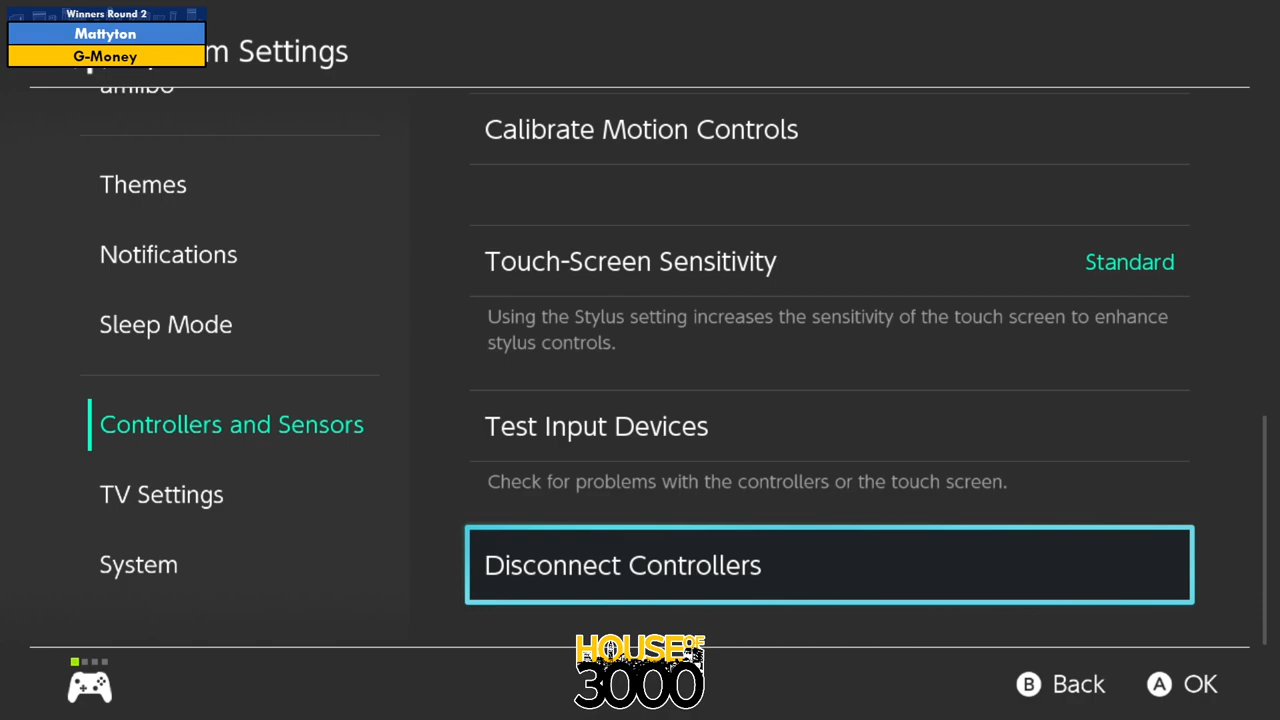 Winners Round 2
Mattyton
G-Money
m Settings
amiibo
Themes
Notifications
Sleep Mode
Controllers and Sensors
TV Settings
System
Calibrate Motion Controls
Touch-Screen Sensitivity Standard
Using the Stylus setting increases the sensitivity of the touch screen to enhance
stylus controls.
Test Input Devices
Check for problems with the controllers or the touch screen.
Disconnect Controllers
HOUSE OF
3000
B Back A OK